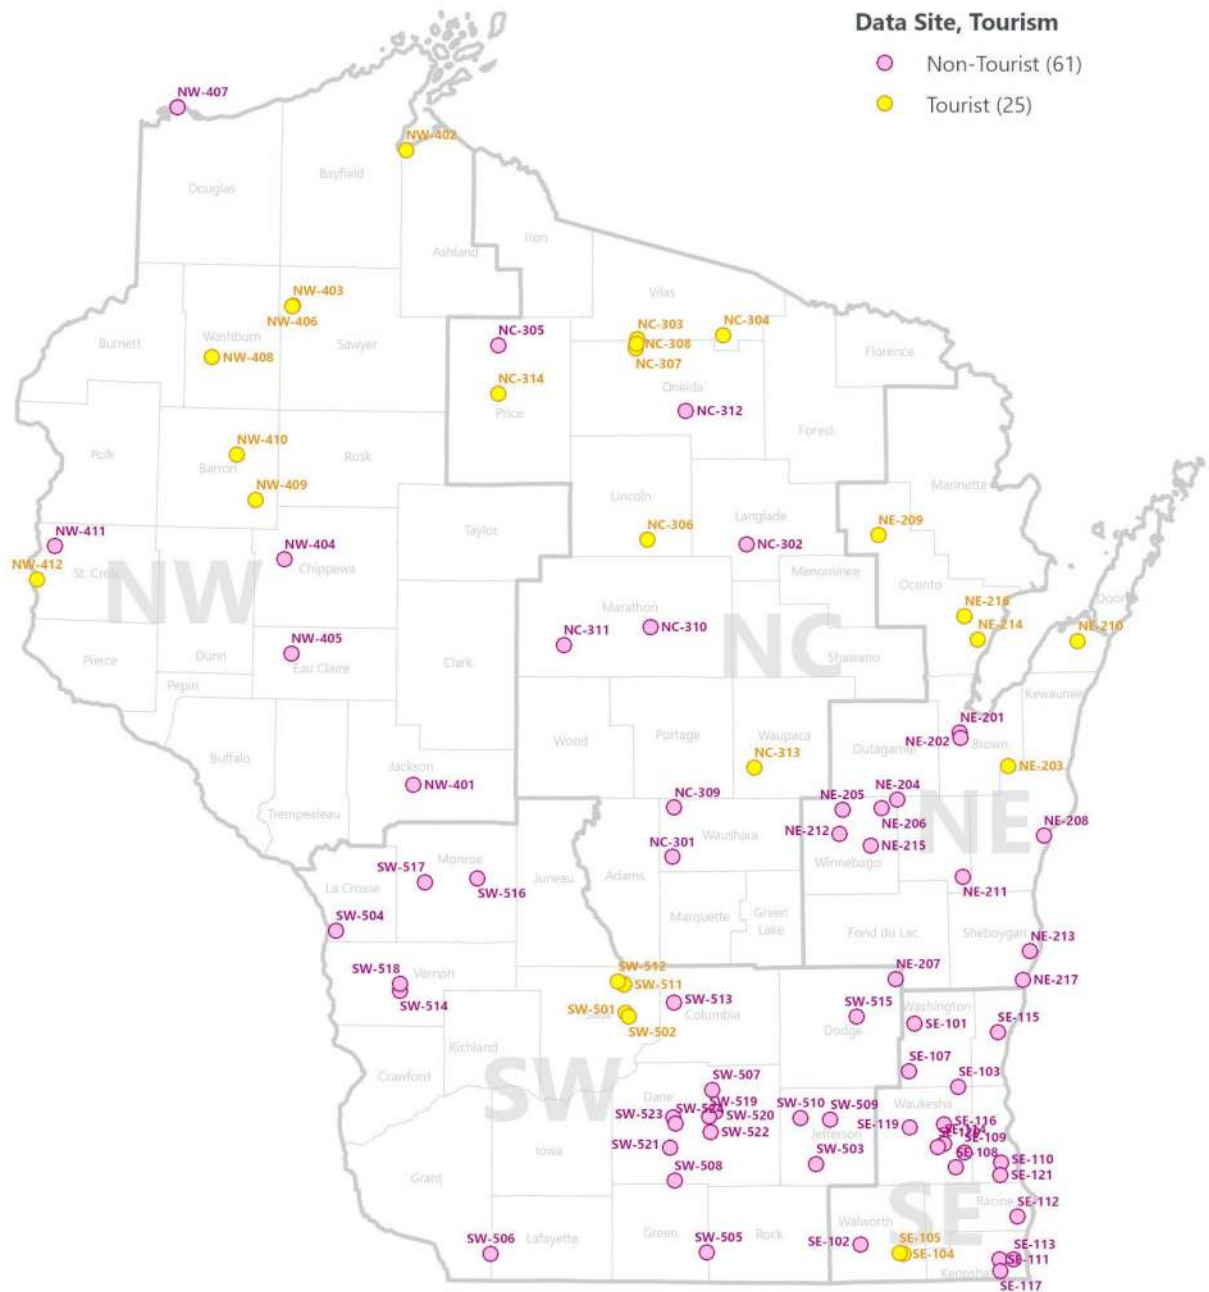 Data Site, Tourism
Non-Tourist (61)
Tourist (25)
NW-407
NW-402
Bayfield
Douglas
Iron
Ashland
NW-403
Vilas
NW-406
NC-303
NC-304
Washburn
NC-305
Burnett
Sawyer
NC-308
NW-408
Florence
NC-307
NC-314
Oneida
Price
NC-312
Forest
NW-410
Polk
Rusk
Barron
NW-409
Marinette
Lincoln
Langlade
NE-209
NW-411
NC-306
Taylor
NW-404
NC-302
NW-412
Chippewa
St. Croix
Menominee
NW
Oconto
Door
Marathon
NE-216
NC-311
NC-310
NE-214
NE-210
NW-405
NC
Pierce
Dunn
Eau Claire
Clark
Shawano
Pepin
Kewaunee
NE-201
Wood
Portage
Waupaca
NE-202
Brown
Outagamie
NC-313
Buffalo
NE-203
Jackson
NW-401
NE-204
NE-205
NC-309
Trempealeau
NE-206
NE
NE-208
NE-212
Waushara
NC-301
NE-215
Winnebago
Monroe
SW-517
Juneau
Adams
La Crosse
SW-516
NE-211
SW-504
Marquette
Green
Lake
Fond du Lac
Sheboygan
NE-213
SW-518
Vernon
SW-512
NE-207
SW-511
NE-217
SW-514
SW-513
SW-515
Washington
SW-501
Sauk
Columbia
SE-101
SE-115
SW-502
Dodge
Richland
Crawford
SW
SE-107
SW-507
SE-103
Dane
SW-519
Waukesha
SW-523
SW-524
SW-520
SW-510
SW-509
SE-116
SE-119
SE-114
SW-522
Jefferson
SE-109
SW-521
SE-108
Iowa
SW-503
SE-110
SW-508
SE-121
Grant
SE
Racine
SE-112
Walworth
Green
Rock
Lafayette
SE-102
SE-105
SE-113
SW-506
SW-505
SE-104
SE-111
Kenosha
SE-117